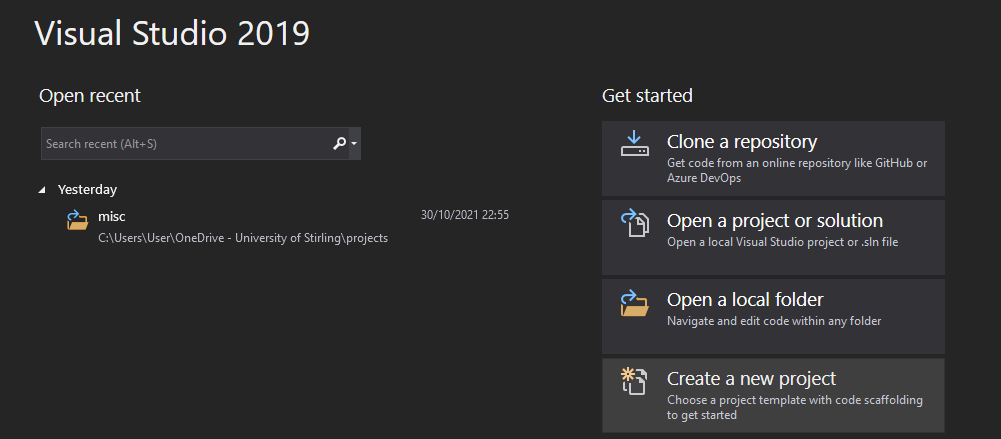 Visual Studio 2019
Open recent
Search recent (Alt+S)
Yesterday
misc
30/10/2021 22:55
C:\Users\User\OneDrive - University of Stirling\projects
Get started
Clone a repository
Get code from an online repository like GitHub or
Azure DevOps
Open a project or solution
Open a local Visual Studio project or .sln file
Open a local folder
Navigate and edit code within any folder
Create a new project
Choose a project template with code scaffolding
to get started